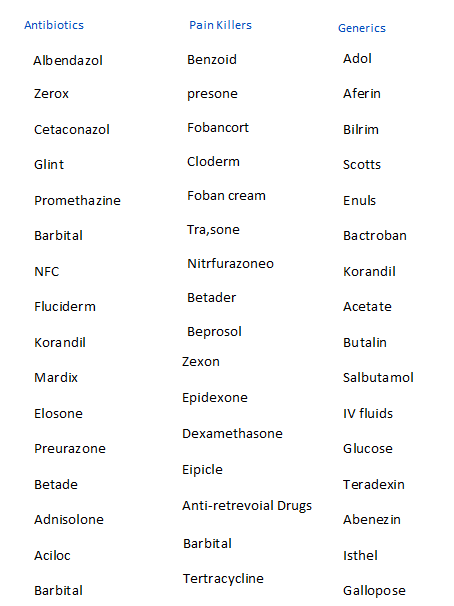 Antibiotics
Albendazol
Zerox
Cetaconazol
Glint
Promethazine
Barbital
NFC
Fluciderm
Korandil
Mardix
Elosone
Preurazone
Betade
Adnisolone
Aciloc
Barbital
Pain Killers
Benzoid
presone
Fobancort
Cloderm
Foban cream
Tra,sone
Nitrfurazoneo
Betader
Beprosol
Zexon
Epidexone
Dexamethasone
Eipicle
Anti-retrevoial Drugs
Barbital
Tertracycline
Generics
Adol
Aferin
Bilrim
Scotts
Enuls
Bactroban
Korandil
Acetate
Butalin
Salbutamol
IV fluids
Glucose
Teradexin
Abenezin
Isthel
Gallopose